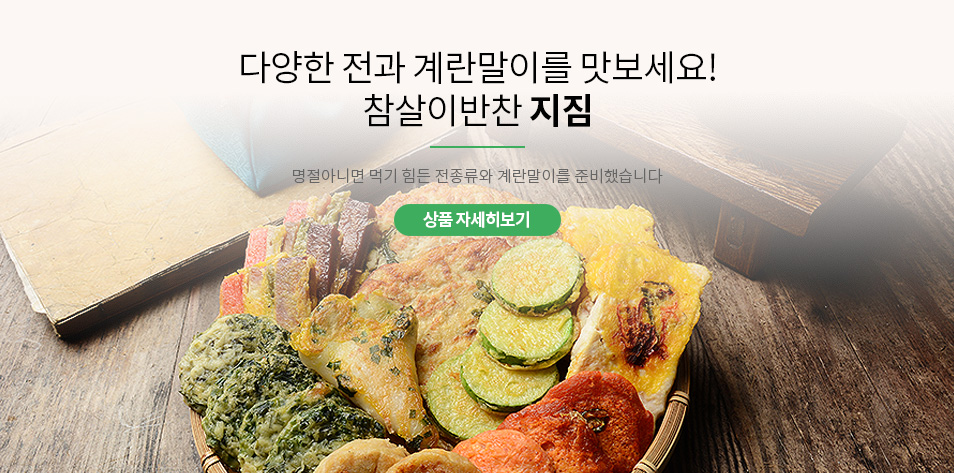 다양한 전과 계란말이를 맛보세요!
참살이반찬 지짐
명절아니면 먹기 힘든 전종류와 계란말이를 준비했습니다
상품 자세히보기